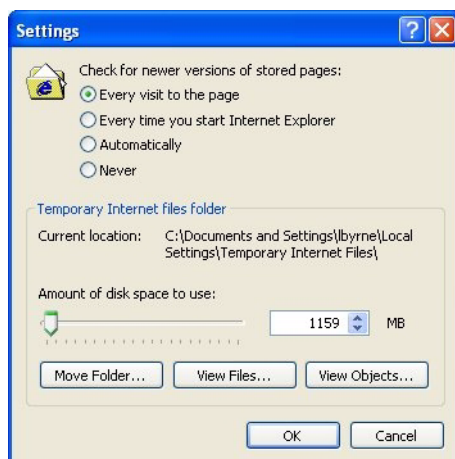 Settings
Check for newer versions of stored pages:
Every visit to the page
Every time you start Internet Explorer
Automatically
Never
Temporary Internet files folder
Current location: C:\Documents and Settings\lbyrne\Local
Settings\Temporary Internet Files\
Amount of disk space to use:
1159 MB
Move Folder... View Files... View Objects...
OK Cancel